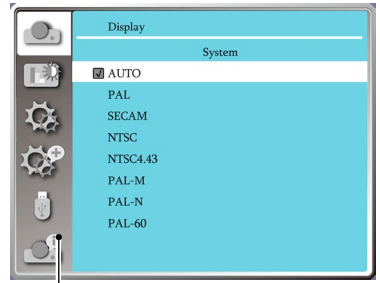 Display
System
AUTO
PAL
SECAM
NTSC
NTSC4.43
PAL-M
PAL-N
PAL-60